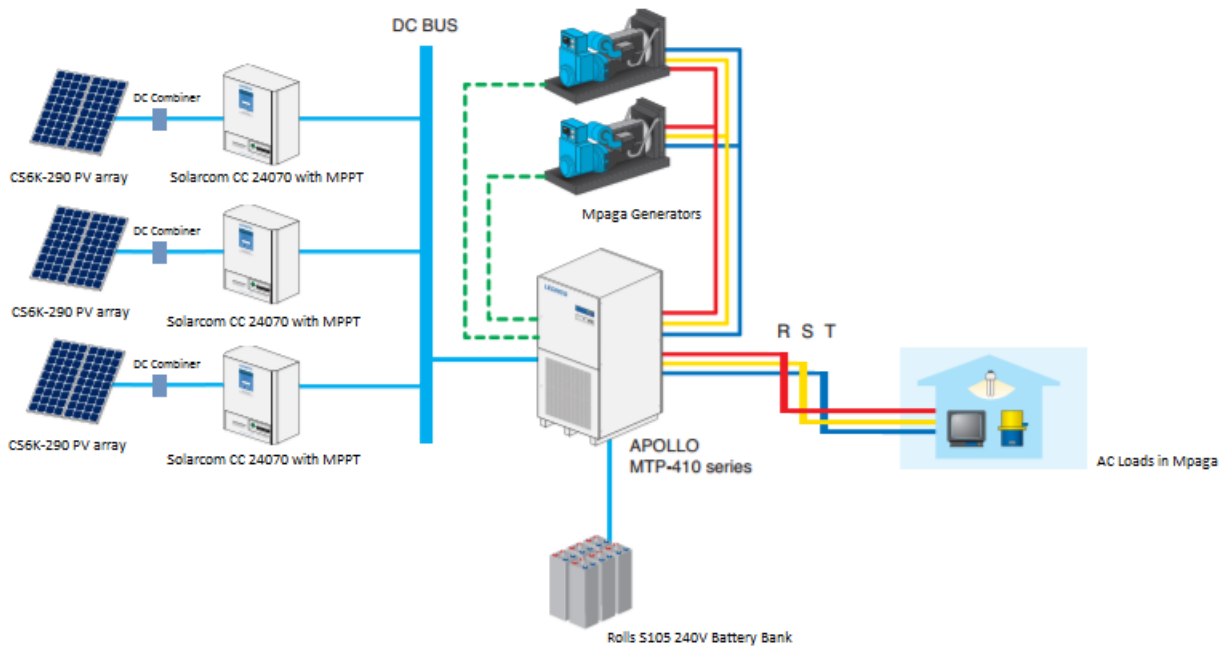 DC BUS
DC Combiner
CS6K-290 PV array
Solarcom CC 24070 with MPPT
DC Combiner
CS6K-290 PV array
Solarcom CC 24070 with MPPT
DC Combiner
CS6K-290 PV array
Solarcom CC 24070 with MPPT
Mpaga Generators
R S T
APOLLO
MTP-410 series
AC Loads in Mpaga
Rolls S105 240V Battery Bank